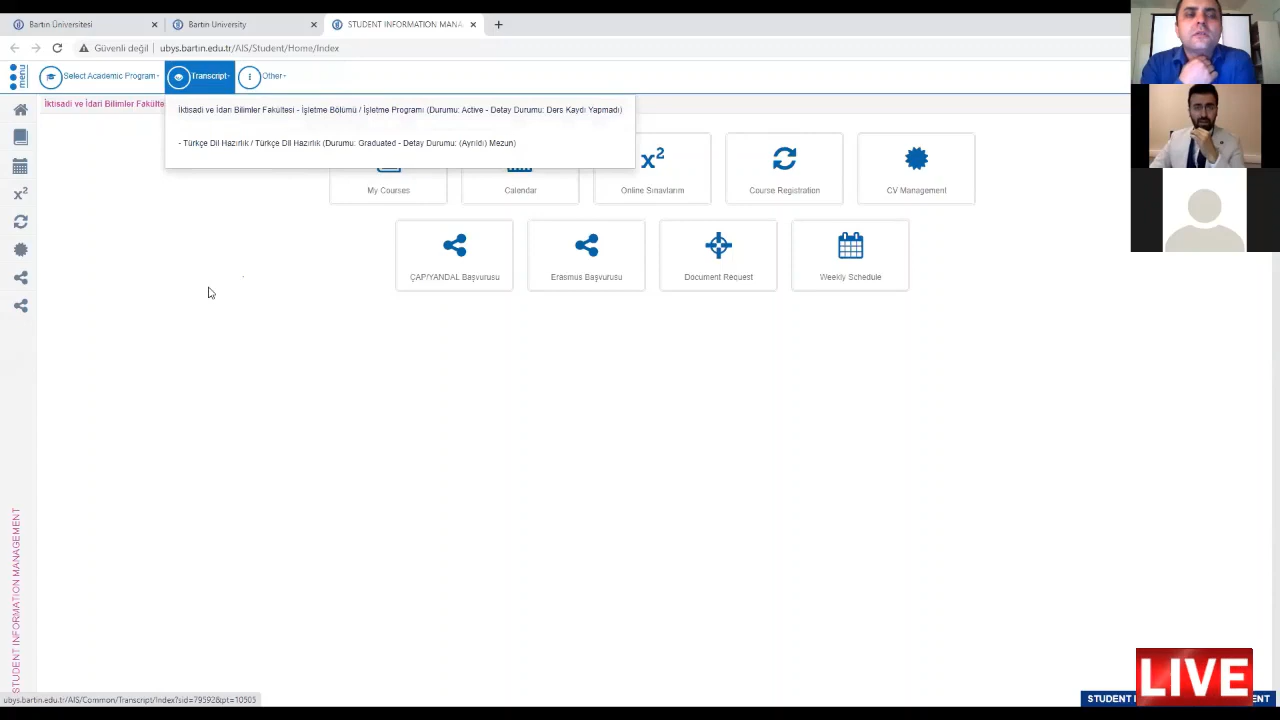 Bartın Üniversitesi
Bartın University
STUDENT INFORMATION MANA
Güvenli değil
ubys.bartin.edu.tr/AIS/Student/Home/Index
menu
Select Academic Program
Transcript
Other
İktisadi ve İdari Bilimler Fakülte
İktisadi ve İdari Bilimler Fakültesi - İşletme Bölümü / İşletme Programı (Durumu: Active - Detay Durumu: Ders Kaydı Yapmadı)
- Türkçe Dil Hazırlık / Türkçe Dil Hazırlık (Durumu: Graduated - Detay Durumu: (Ayrıldı) Mezun)
x²
My Courses
Calendar
Online Sınavlarım
Course Registration
CV Management
x²
ÇAP/YANDAL Başvurusu
Erasmus Başvurusu
Document Request
Weekly Schedule
STUDENT INFORMATION MANAGEMENT
LIVE
STUDENT
ENT
ubys.bartin.edu.tr/AIS/Common/Transcript/Index?sid=79592&pt=10505